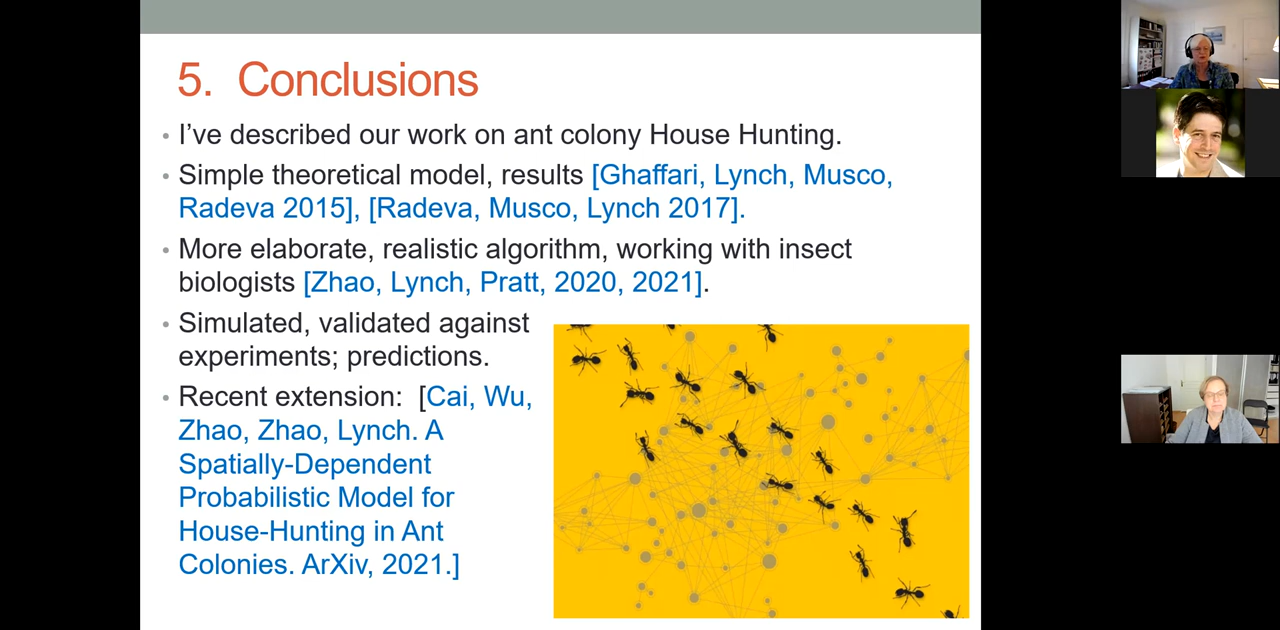 5. Conclusions
• I’ve described our work on ant colony House Hunting.
• Simple theoretical model, results [Ghaffari, Lynch, Musco,
Radeva 2015], [Radeva, Musco, Lynch 2017].
• More elaborate, realistic algorithm, working with insect
biologists [Zhao, Lynch, Pratt, 2020, 2021].
• Simulated, validated against
experiments; predictions.
• Recent extension: [Cai, Wu,
Zhao, Zhao, Lynch. A
Spatially-Dependent
Probabilistic Model for
House-Hunting in Ant
Colonies. ArXiv, 2021.]